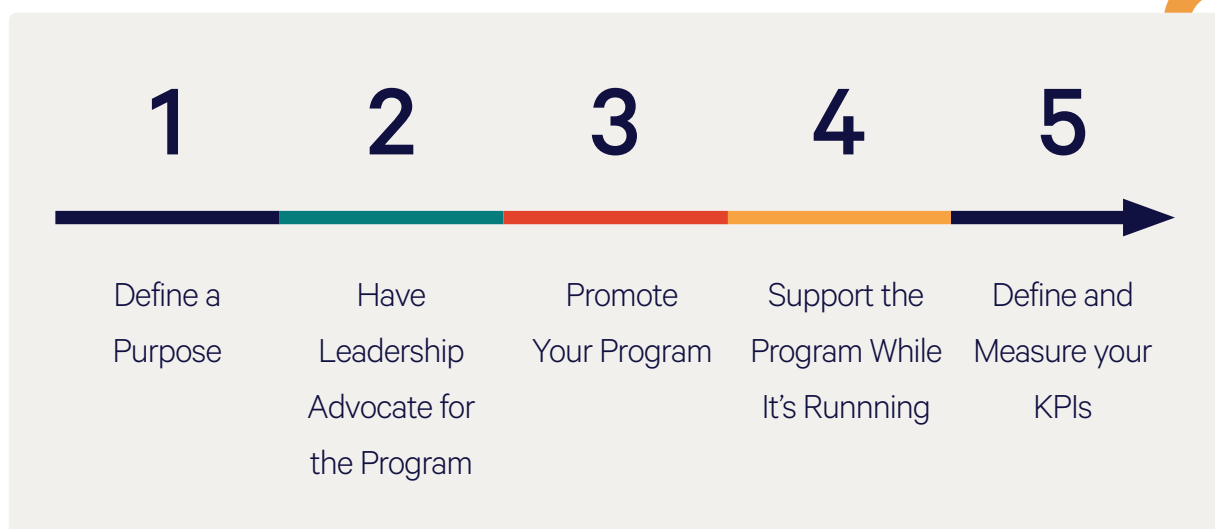 1
2
3
4
5
Define a
Purpose
Have
Leadership
Advocate for
the Program
Promote
Your Program
Support the
Program While
It’s Runnning
Define and
Measure your
KPIs